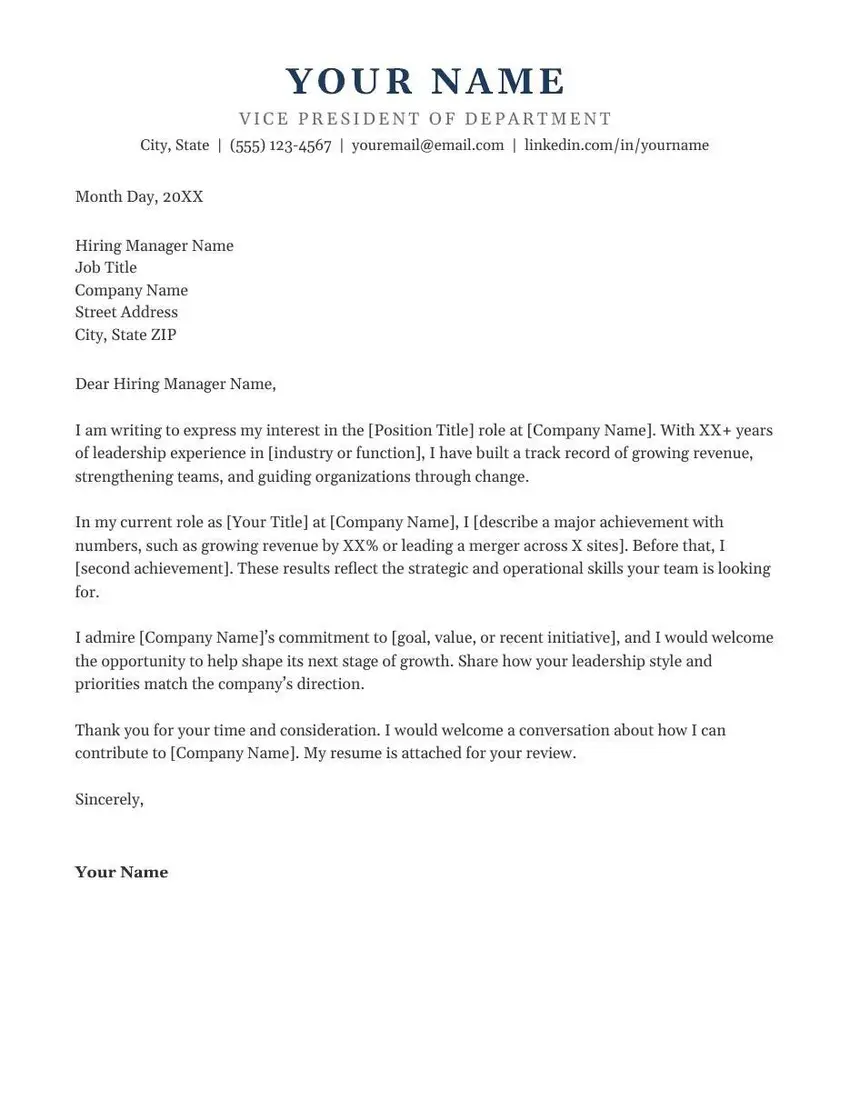 YOUR NAME
VICE PRESIDENT OF DEPARTMENT
City, State | (555) 123-4567 | youremail@email.com | linkedin.com/in/yourname
Month Day, 20XX
Hiring Manager Name
Job Title
Company Name
Street Address
City, State ZIP
Dear Hiring Manager Name,
I am writing to express my interest in the [Position Title] role at [Company Name]. With XX+ years
of leadership experience in [industry or function], I have built a track record of growing revenue,
strengthening teams, and guiding organizations through change.
In my current role as [Your Title] at [Company Name], I [describe a major achievement with
numbers, such as growing revenue by XX% or leading a merger across X sites]. Before that, I
[second achievement]. These results reflect the strategic and operational skills your team is looking
for.
I admire [Company Name]’s commitment to [goal, value, or recent initiative], and I would welcome
the opportunity to help shape its next stage of growth. Share how your leadership style and
priorities match the company’s direction.
Thank you for your time and consideration. I would welcome a conversation about how I can
contribute to [Company Name]. My resume is attached for your review.
Sincerely,
Your Name